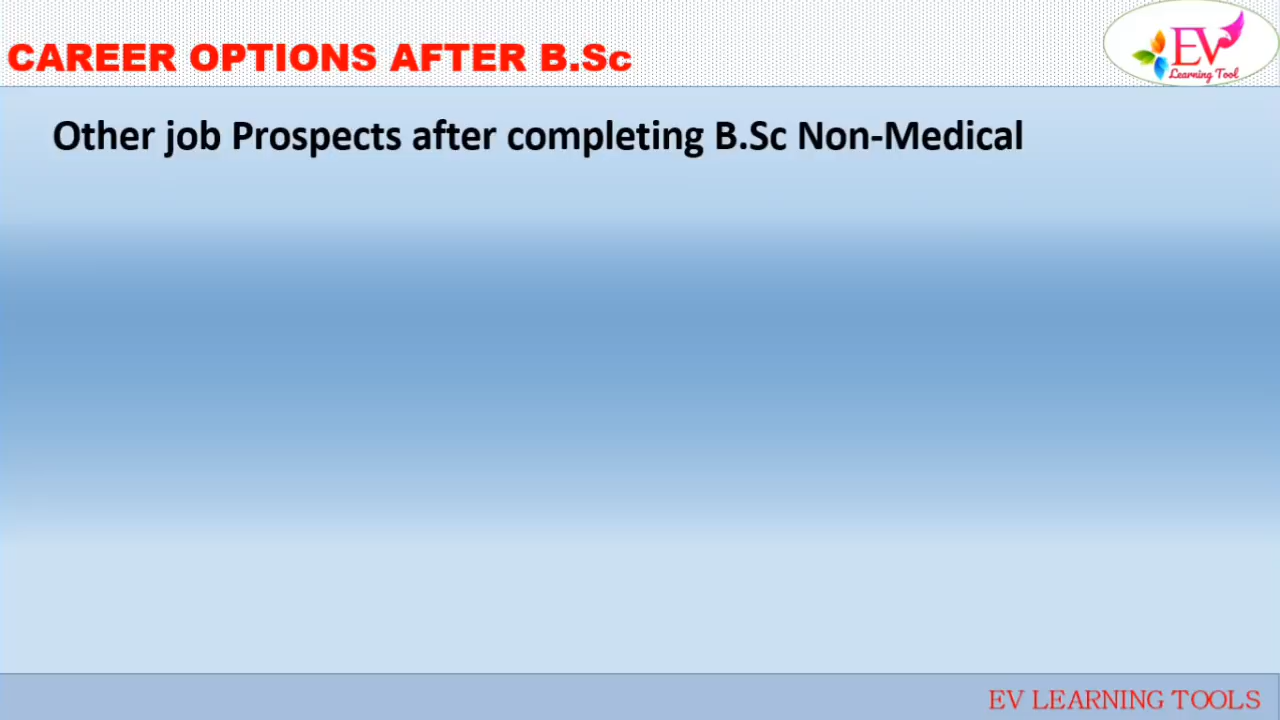 CAREER OPTIONS AFTER B.Sc
EV
Learning Tool
Other job Prospects after completing B.Sc Non-Medical
EV LEARNING TOOLS